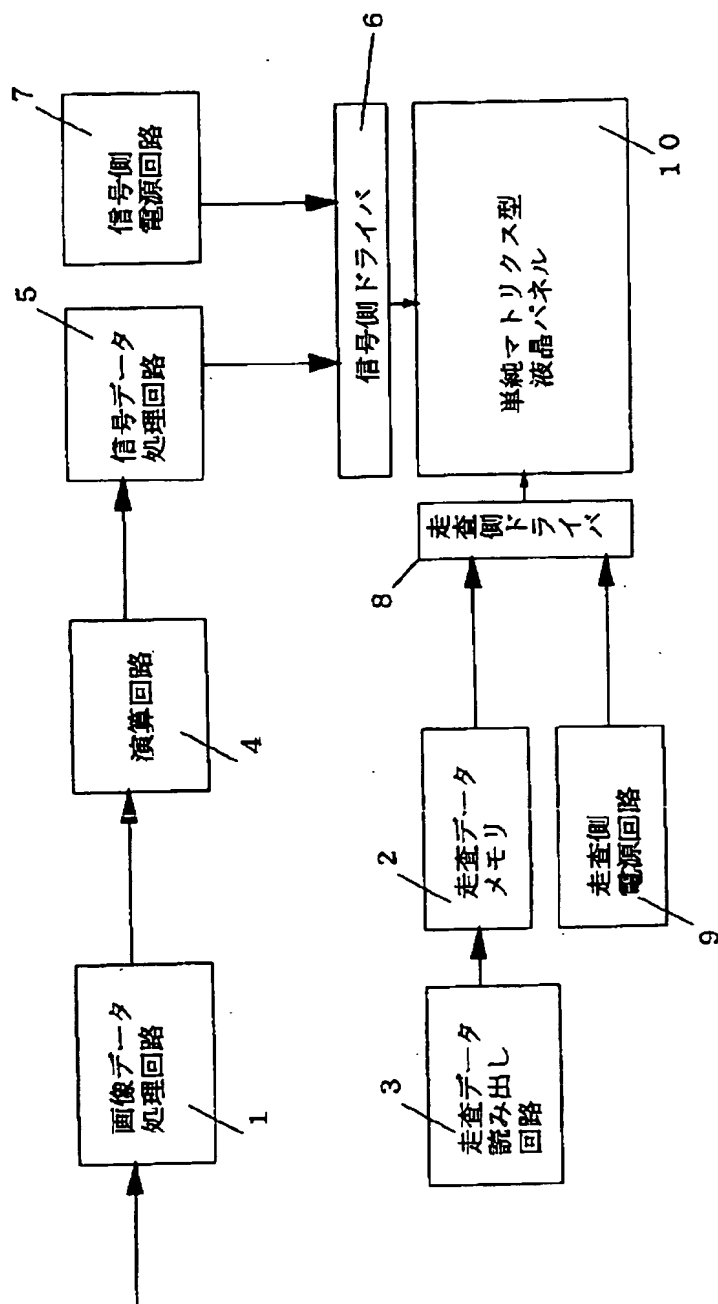 画像データ
処理回路
1
演算回路
4
信号データ
処理回路
5
信号側
電源回路
7
信号側ドライバ
6
走査データ
読み出し
回路
3
走査データ
メモリ
2
走査側
電源回路
9
走査側ドライバ
8
単純マトリクス型
液晶パネル
10